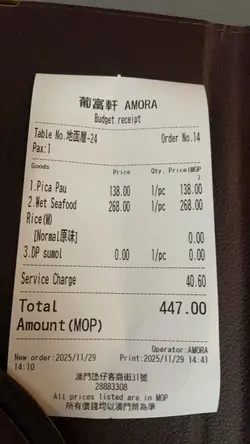 葡富軒 AMORA
Budget receipt
Table No.地面層-24 Order No.14
Pax:1
Goods Price Qty. Price(MOP
)
1.Pica Pau 138.00 1/pc 138.00
2.Wet Seafood 268.00 1/pc 268.00
Rice(M)
[Normal原味] 0.00
3.DP sumol 0.00 1/pc 0.00
Service Charge 40.60
Total 447.00
Amount(MOP)
Operator:AMORA
New order:2025/11/29 Print:2025/11/29 14:41
14:10
澳門氹仔客商街31號
28883308
All prices listed are in MOP
所有價錢均以澳門幣為準